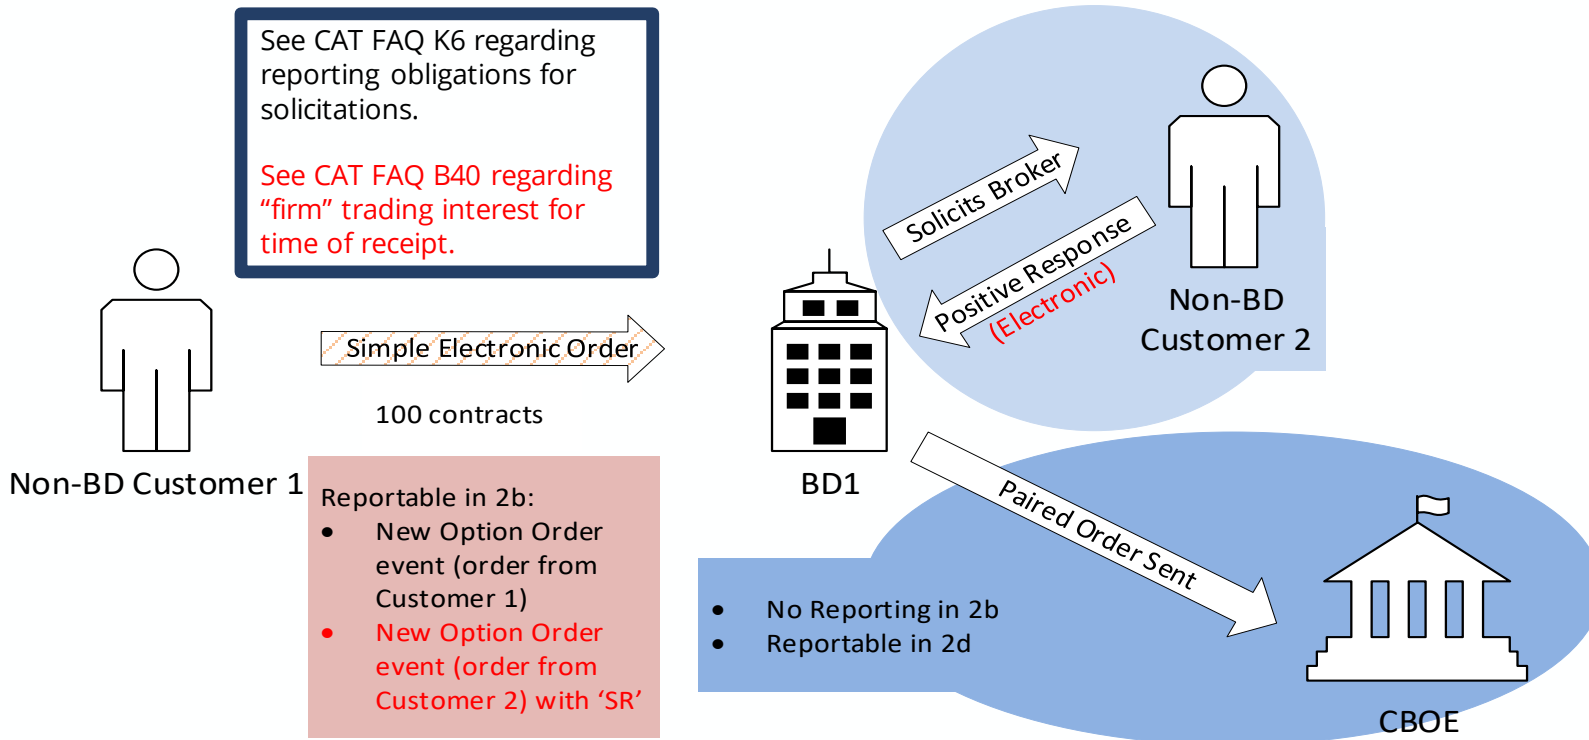 See CAT FAQ K6 regarding
reporting obligations for
solicitations.
See CAT FAQ B40 regarding
“firm” trading interest for
time of receipt.
Solicits Broker
Positive Response
(Electronic)
Non-BD
Customer 2
Simple Electronic Order
100 contracts
Non-BD Customer 1
BD1
Reportable in 2b:
• New Option Order
event (order from
Customer 1)
• New Option Order
event (order from
Customer 2) with ‘SR’
Paired Order Sent
• No Reporting in 2b
• Reportable in 2d
CBOE